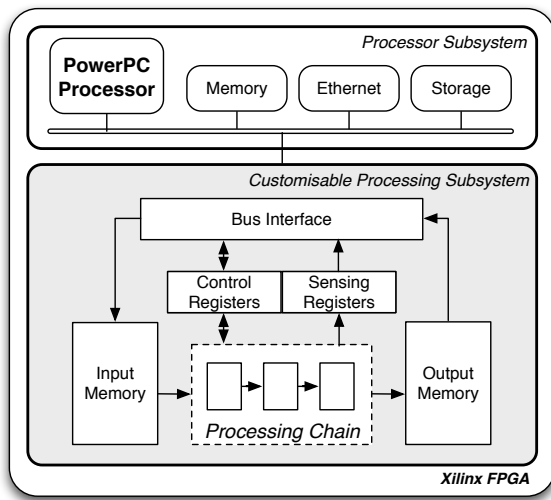 Processor Subsystem
PowerPC
Processor
Memory
Ethernet
Storage
Customisable Processing Subsystem
Bus Interface
Control
Registers
Sensing
Registers
Input
Memory
Output
Memory
Processing Chain
Xilinx FPGA